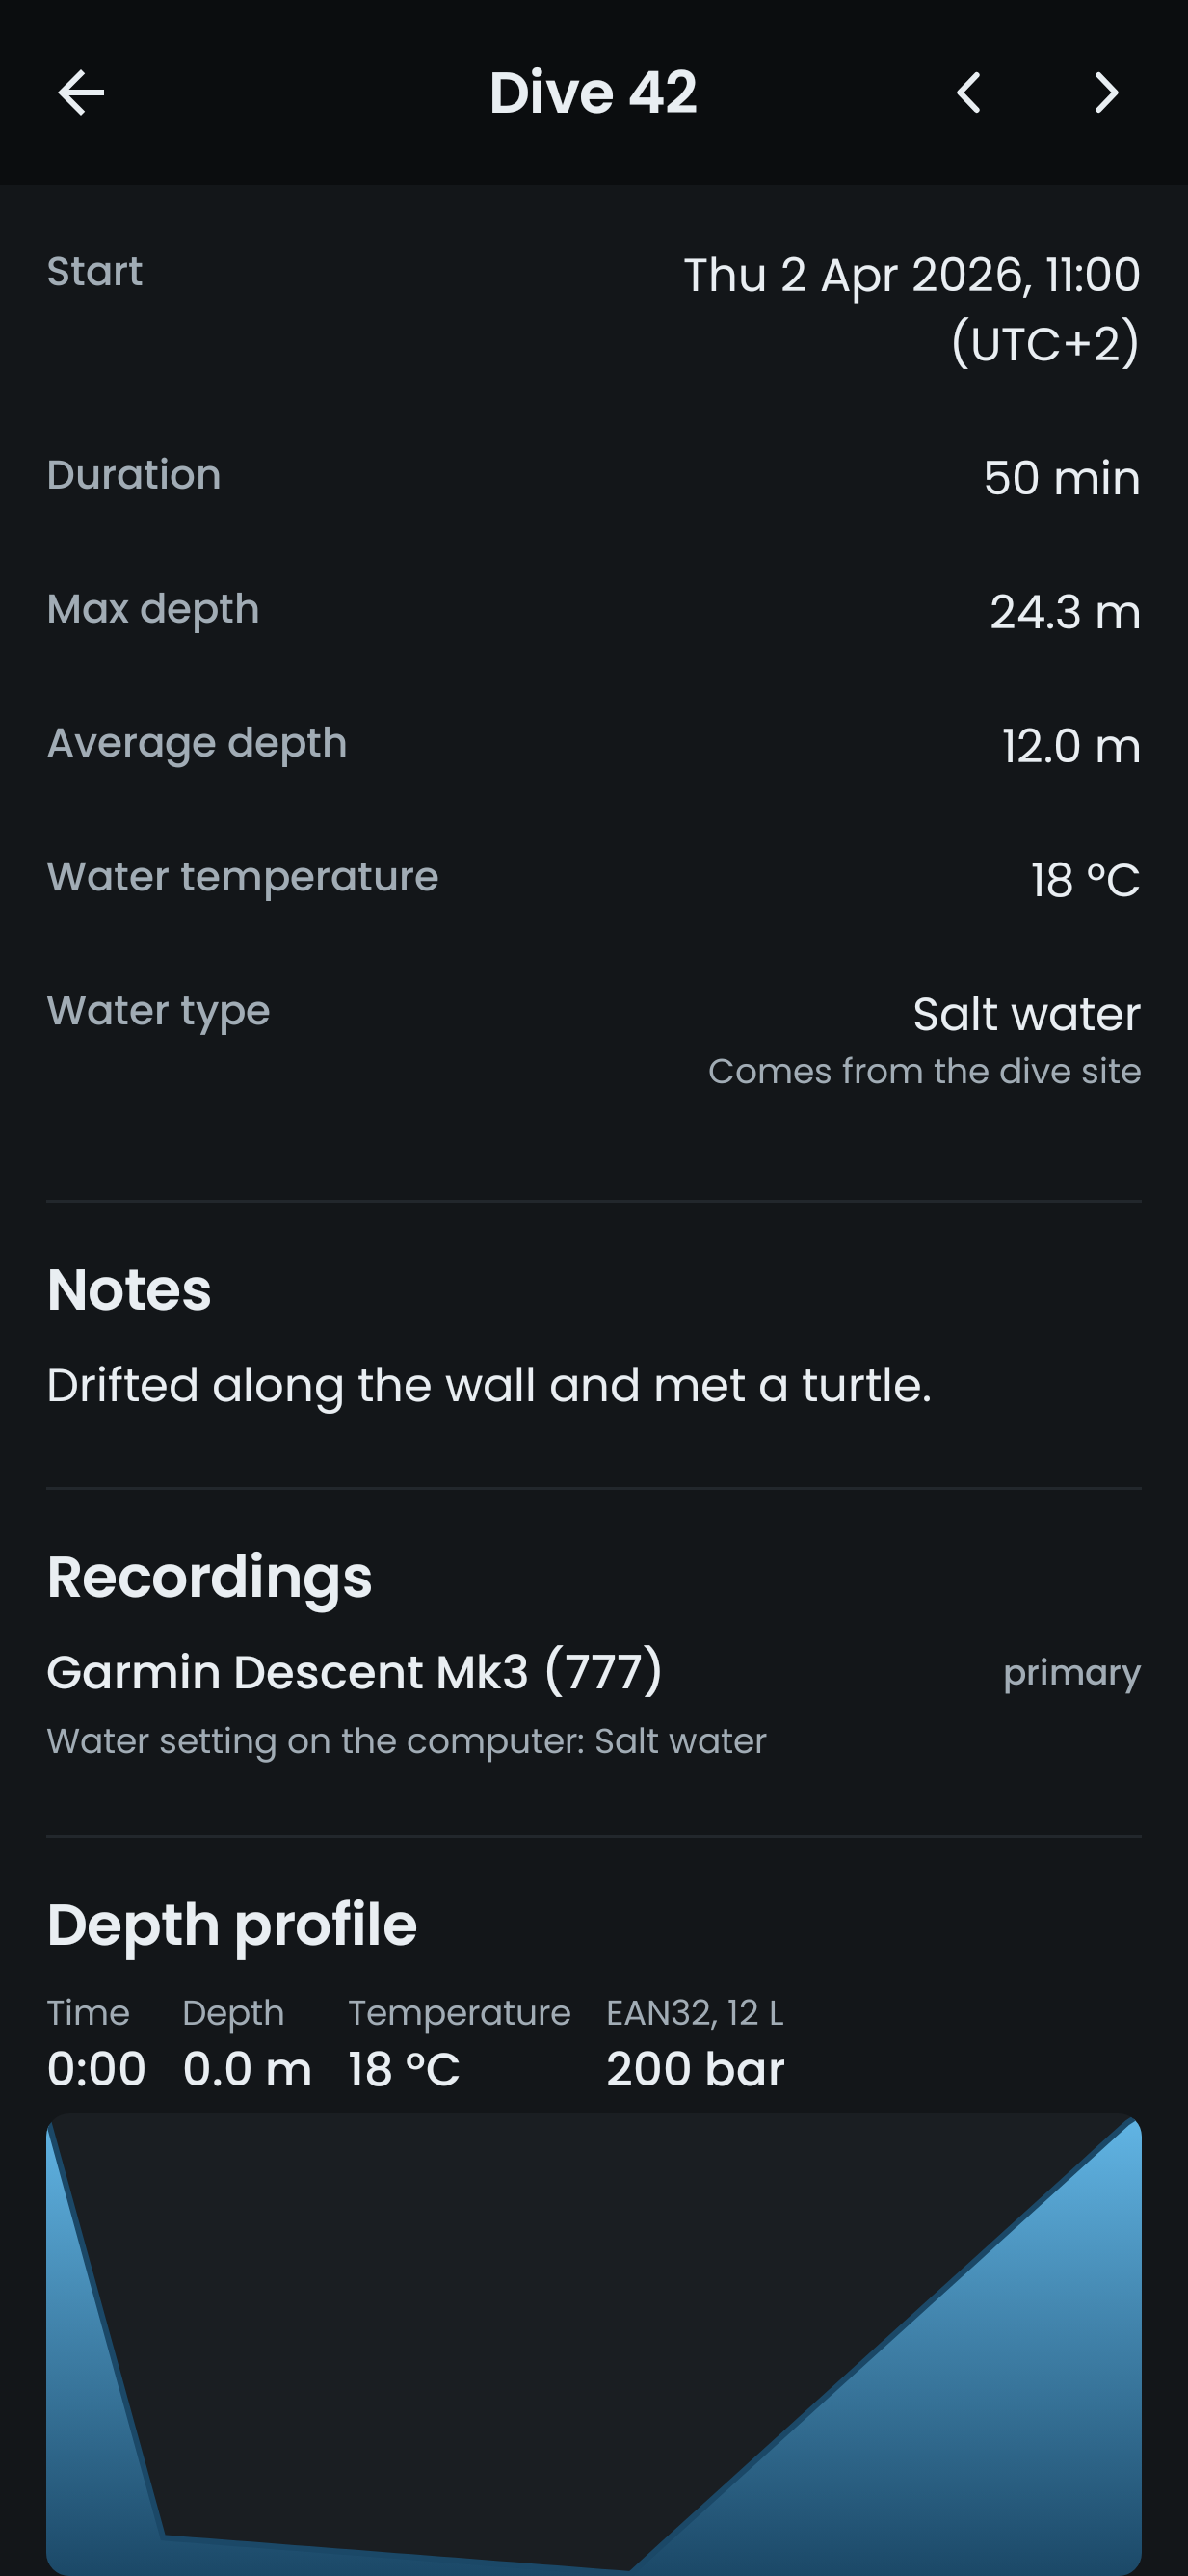 Dive 42
Start
Thu 2 Apr 2026, 11:00
(UTC+2)
Duration
50 min
Max depth
24.3 m
Average depth
12.0 m
Water temperature
18 °C
Water type
Salt water
Comes from the dive site
Notes
Drifted along the wall and met a turtle.
Recordings
Garmin Descent Mk3 (777)
primary
Water setting on the computer: Salt water
Depth profile
Time Depth Temperature EAN32, 12 L
0:00 0.0 m 18 °C 200 bar